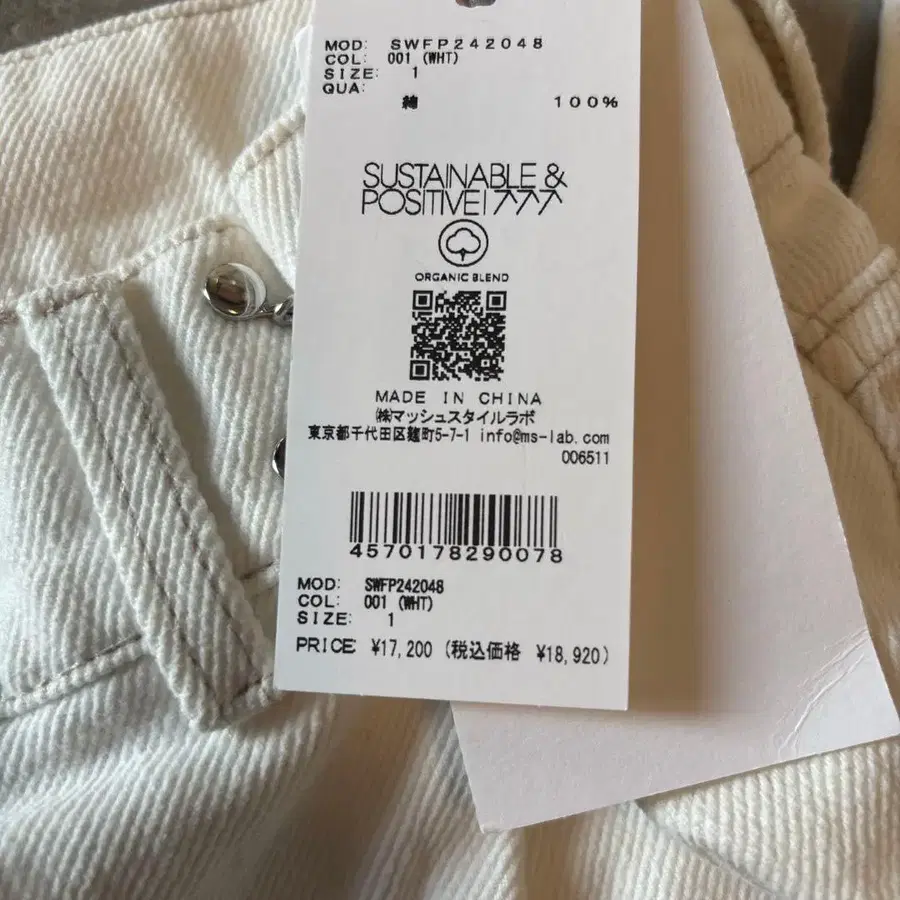 MOD: SWFP242048
COL: 001 (WHT)
SIZE: 1
QUA:
綿 100%
SUSTAINABLE &
POSITIVE!
ORGANIC BLEND
MADE IN CHINA
㈱マッシュスタイルラボ
東京都千代田区麹町5-7-1 info@ms-lab.com
006511
4570178290078
MOD: SWFP242048
COL: 001 (WHT)
SIZE: 1
PRICE ¥17,200 (税込価格 ¥18,920)